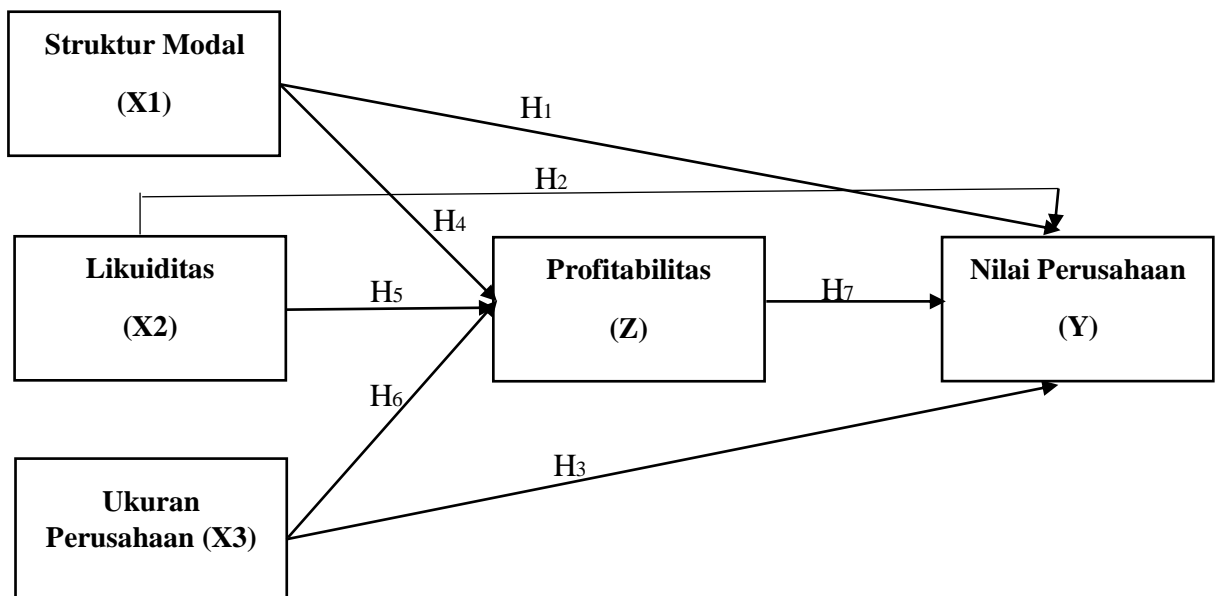 Struktur Modal
(X1)
H1
H2
H4
Likuiditas
(X2)
H5
Profitabilitas
(Z)
H7
Nilai Perusahaan
(Y)
H6
H3
Ukuran
Perusahaan (X3)